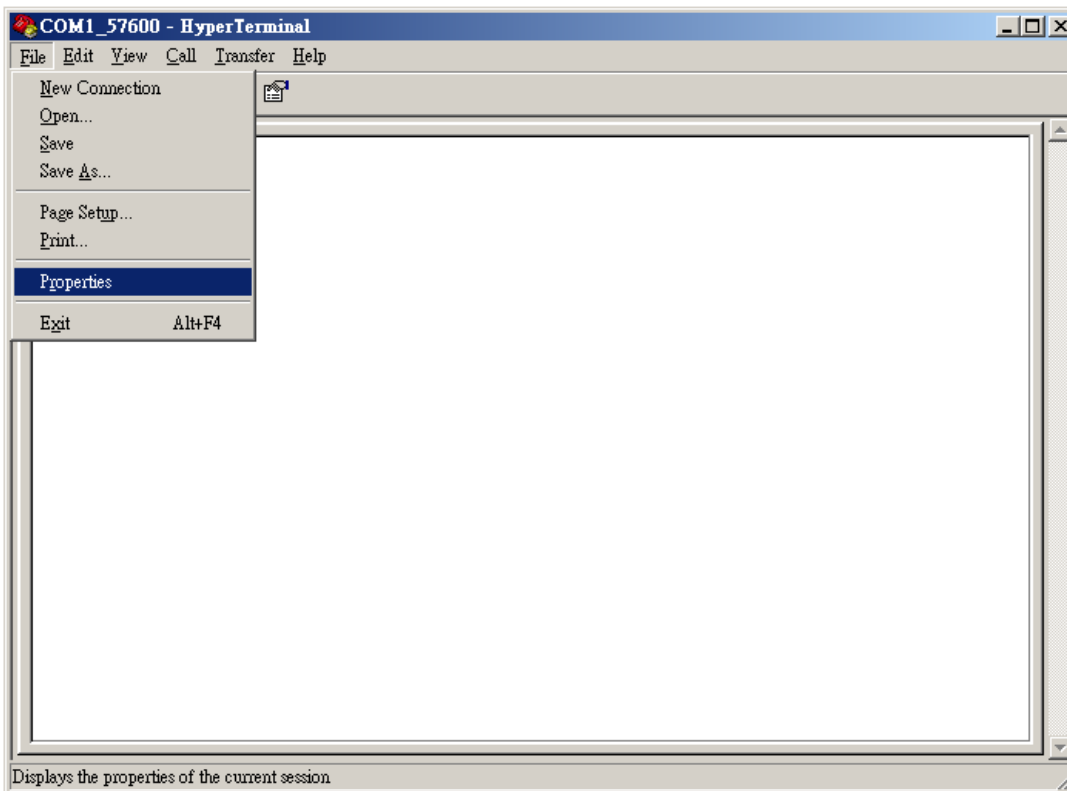 COM1_57600 - HyperTerminal
File Edit View Call Transfer Help
New Connection
Open...
Save
Save As...
Page Setup...
Print...
Properties
Exit Alt+F4
Displays the properties of the current session